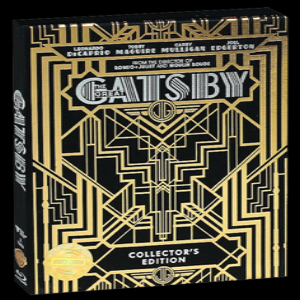 LEONARDO DiCAPRIO TOBEY MAGUIRE CAREY MULLIGAN JOEL EDGERTON
FROM THE DIRECTOR OF
ROMEO + JULIET AND MOULIN ROUGE
THE GREAT
GATSBY
COLLECTOR'S
EDITION
GATSBY